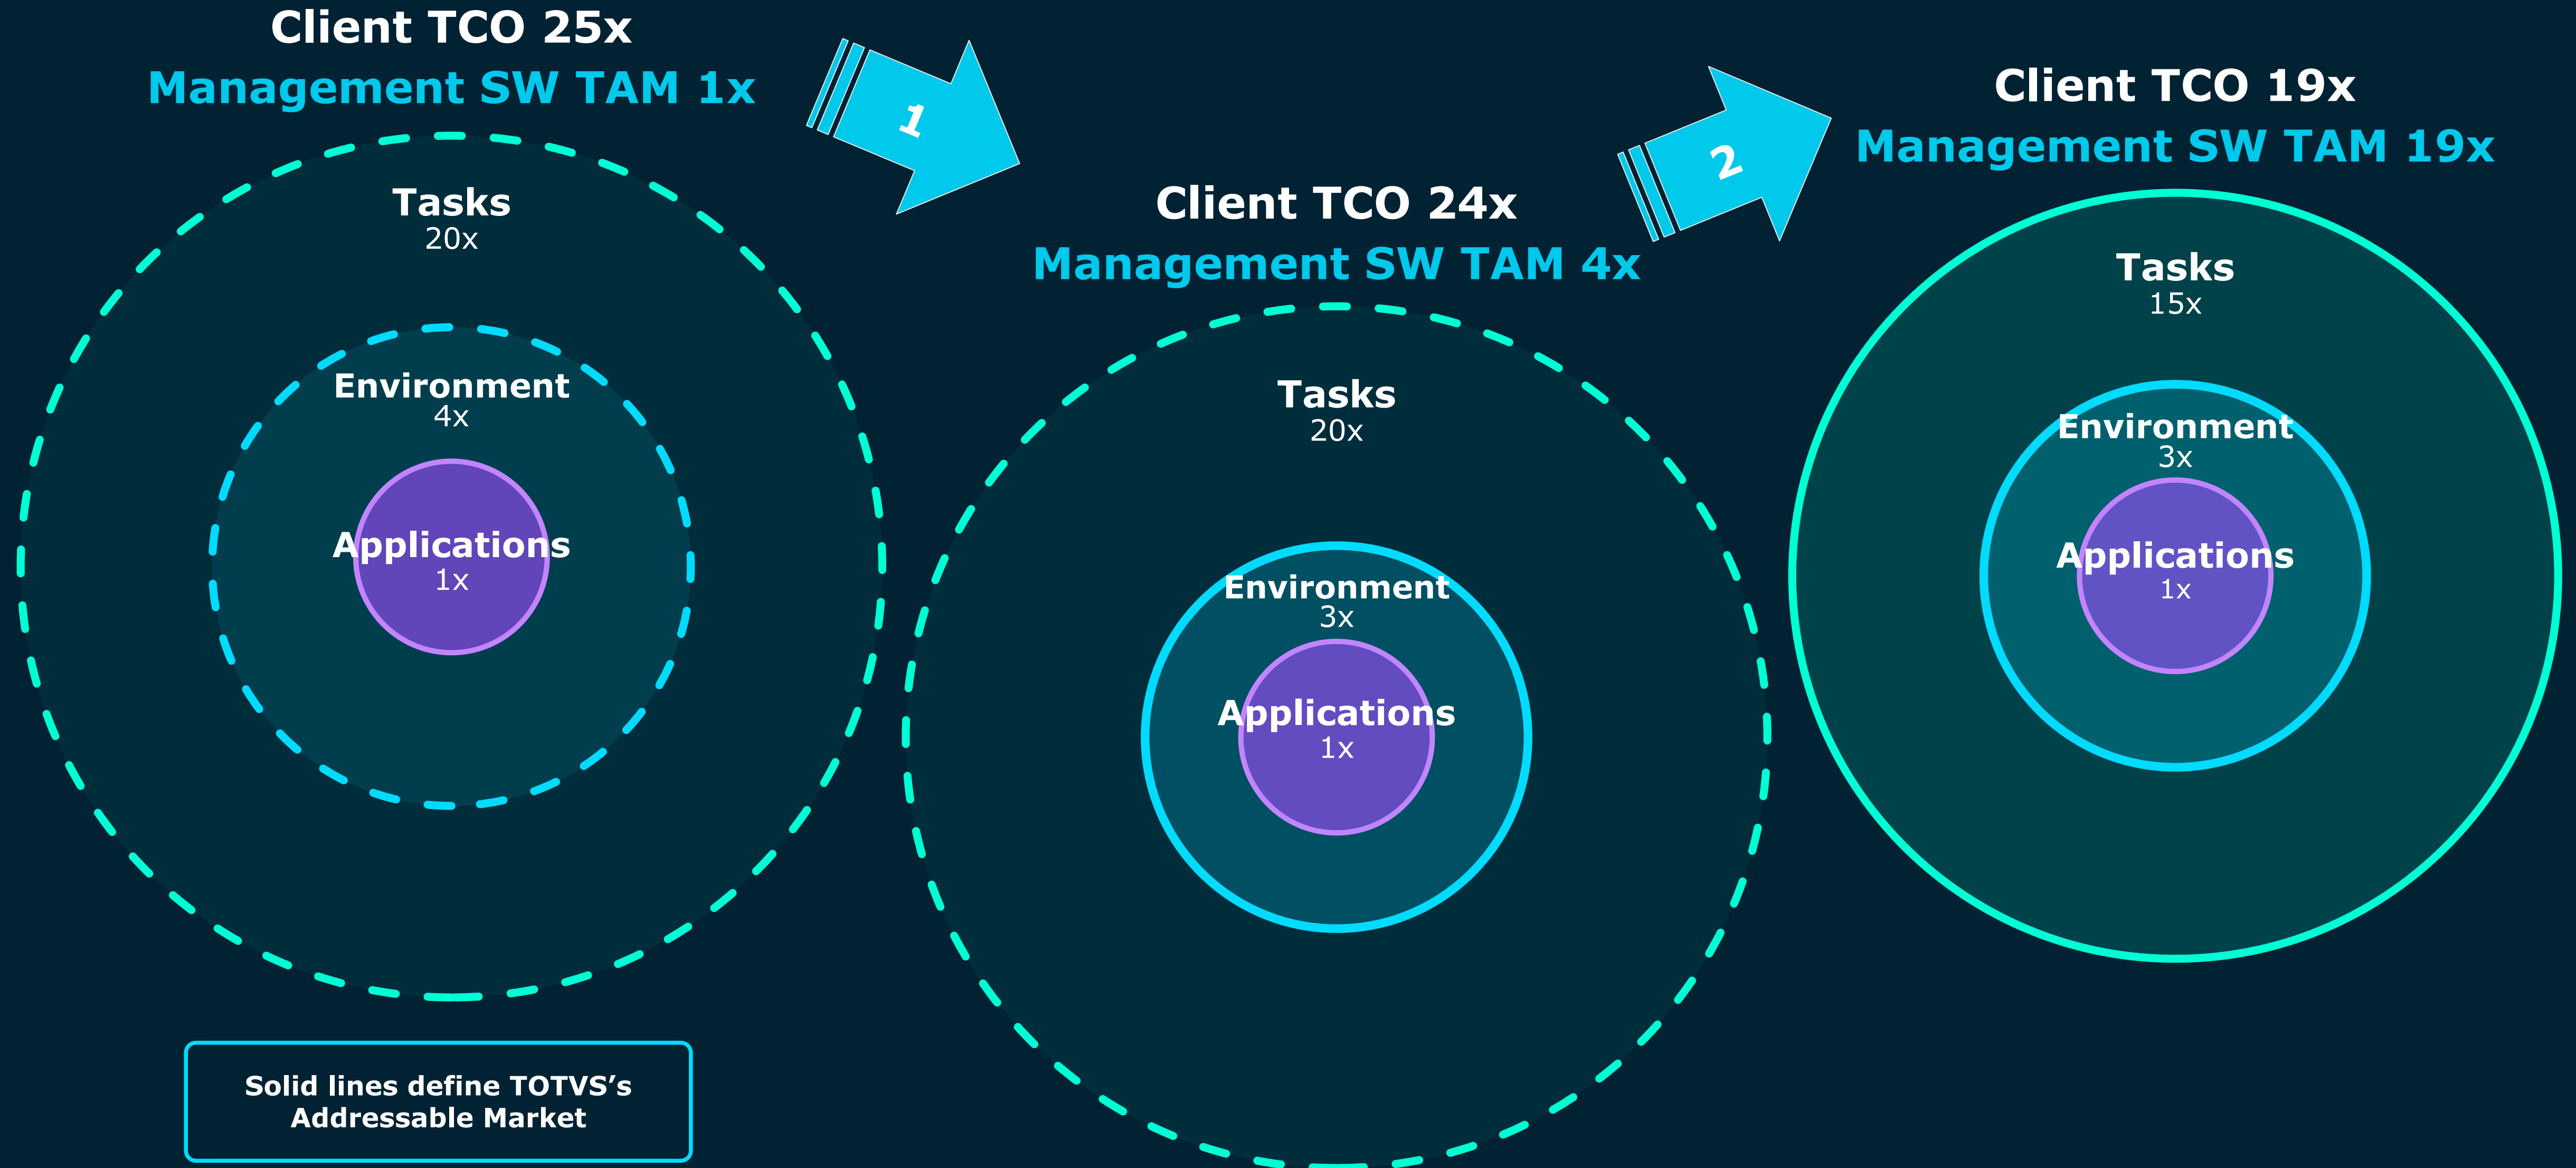 Client TCO 25x
Management SW TAM 1x
Tasks
20x
Environment
4x
Applications
1x
Solid lines define TOTVS’s
Addressable Market
1
Client TCO 24x
Management SW TAM 4x
Tasks
20x
Environment
3x
Applications
1x
2
Client TCO 19x
Management SW TAM 19x
Tasks
15x
Environment
3x
Applications
1x